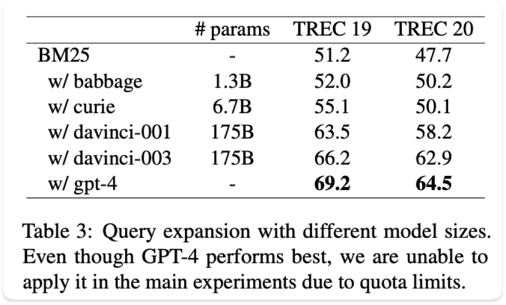 # params TREC 19 TREC 20
BM25 - 51.2 47.7
w/ babbage 1.3B 52.0 50.2
w/ curie 6.7B 55.1 50.1
w/ davinci-001 175B 63.5 58.2
w/ davinci-003 175B 66.2 62.9
w/ gpt-4 - 69.2 64.5
Table 3: Query expansion with different model sizes.
Even though GPT-4 performs best, we are unable to
apply it in the main experiments due to quota limits.